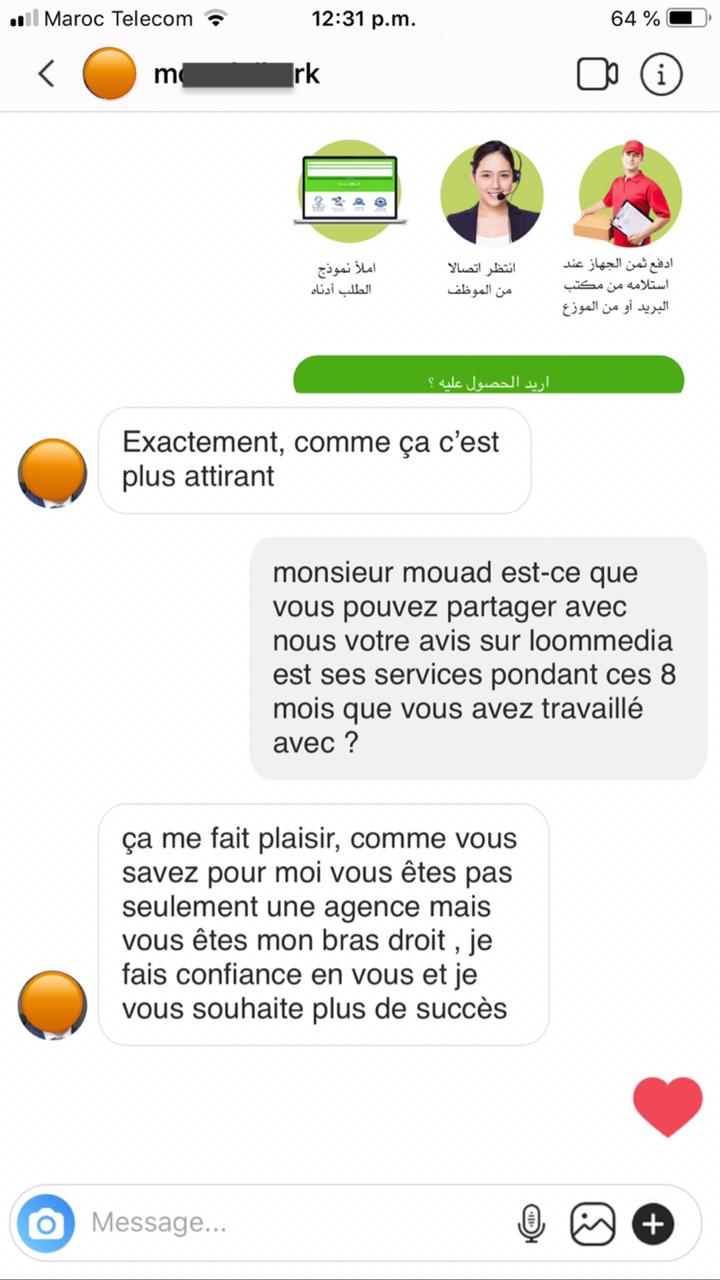 Maroc Telecom 12:31 p.m. 64 %
m rk
املأ نموذج
الطلب أدناه
انتظر اتصالا
من الموظف
ادفع ثمن الجهاز عند
استلامه من مكتب
البريد أو من الموزع
اريد الحصول عليه ؟
Exactement, comme ça c’est
plus attirant
monsieur mouad est-ce que
vous pouvez partager avec
nous votre avis sur loommedia
est ses services pondant ces 8
mois que vous avez travaillé
avec ?
ça me fait plaisir, comme vous
savez pour moi vous êtes pas
seulement une agence mais
vous êtes mon bras droit , je
fais confiance en vous et je
vous souhaite plus de succès
Message...